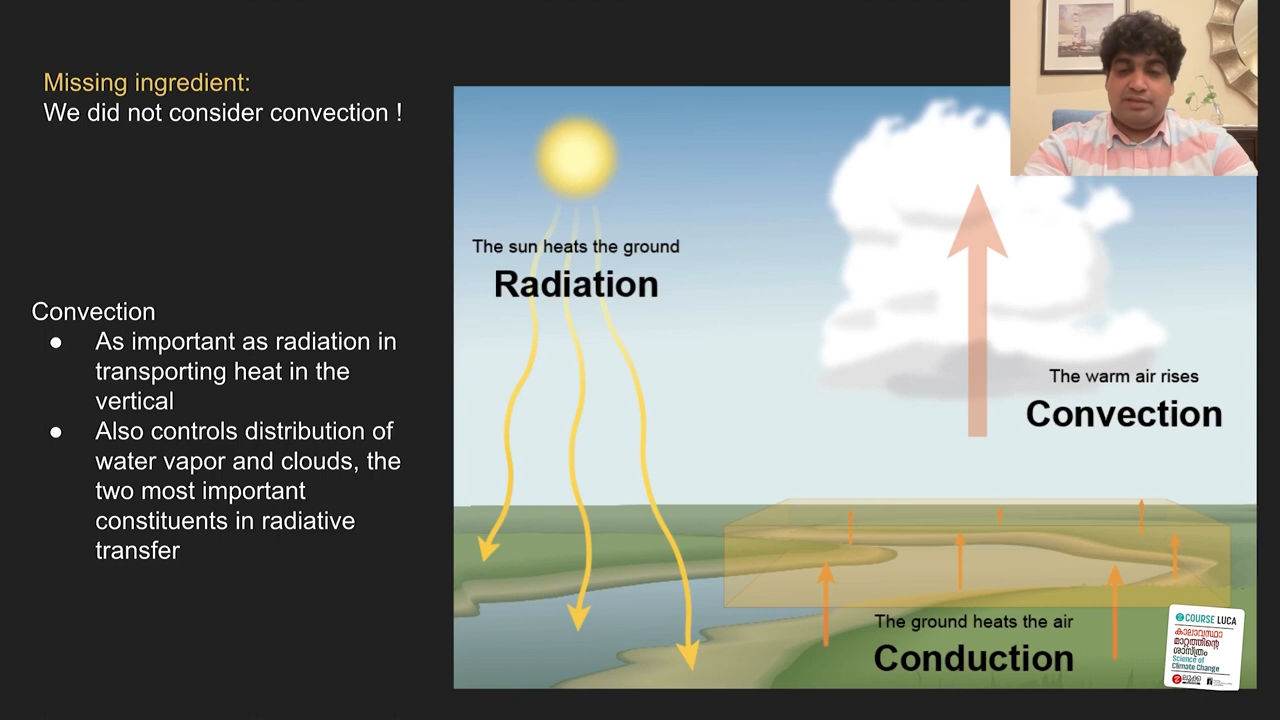 Missing ingredient:
We did not consider convection !
Convection
● As important as radiation in
transporting heat in the
vertical
● Also controls distribution of
water vapor and clouds, the
two most important
constituents in radiative
transfer
The sun heats the ground
Radiation
The warm air rises
Convection
The ground heats the air
Conduction
COURSE LUCA
കാലാവസ്ഥാ
മാറ്റത്തിന്റെ
ശാസ്ത്രം
Science of
Climate Change
ലൂക്ക